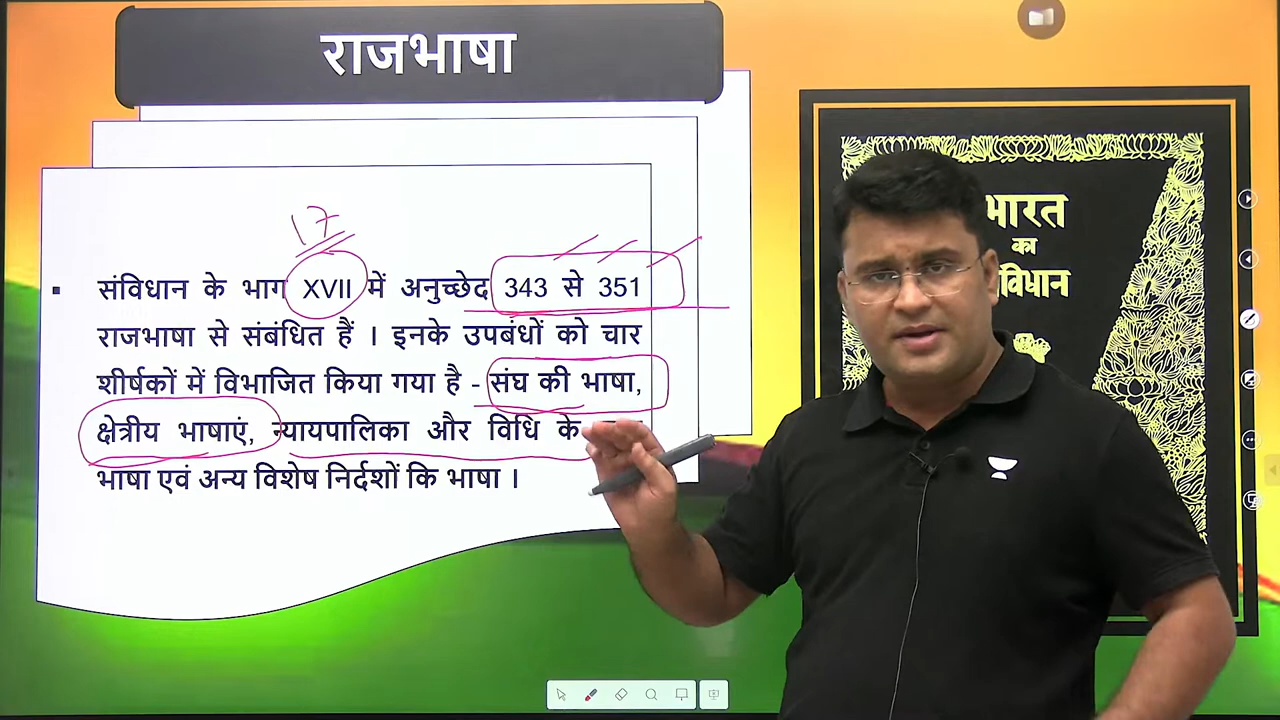 राजभाषा
17
संविधान के भाग XVII में अनुच्छेद 343 से 351
राजभाषा से संबंधित हैं । इनके उपबंधों को चार
शीर्षकों में विभाजित किया गया है - संघ की भाषा,
क्षेत्रीय भाषाएं, न्यायपालिका और विधि के
भाषा एवं अन्य विशेष निर्दशों कि भाषा ।
भारत
का
विधान